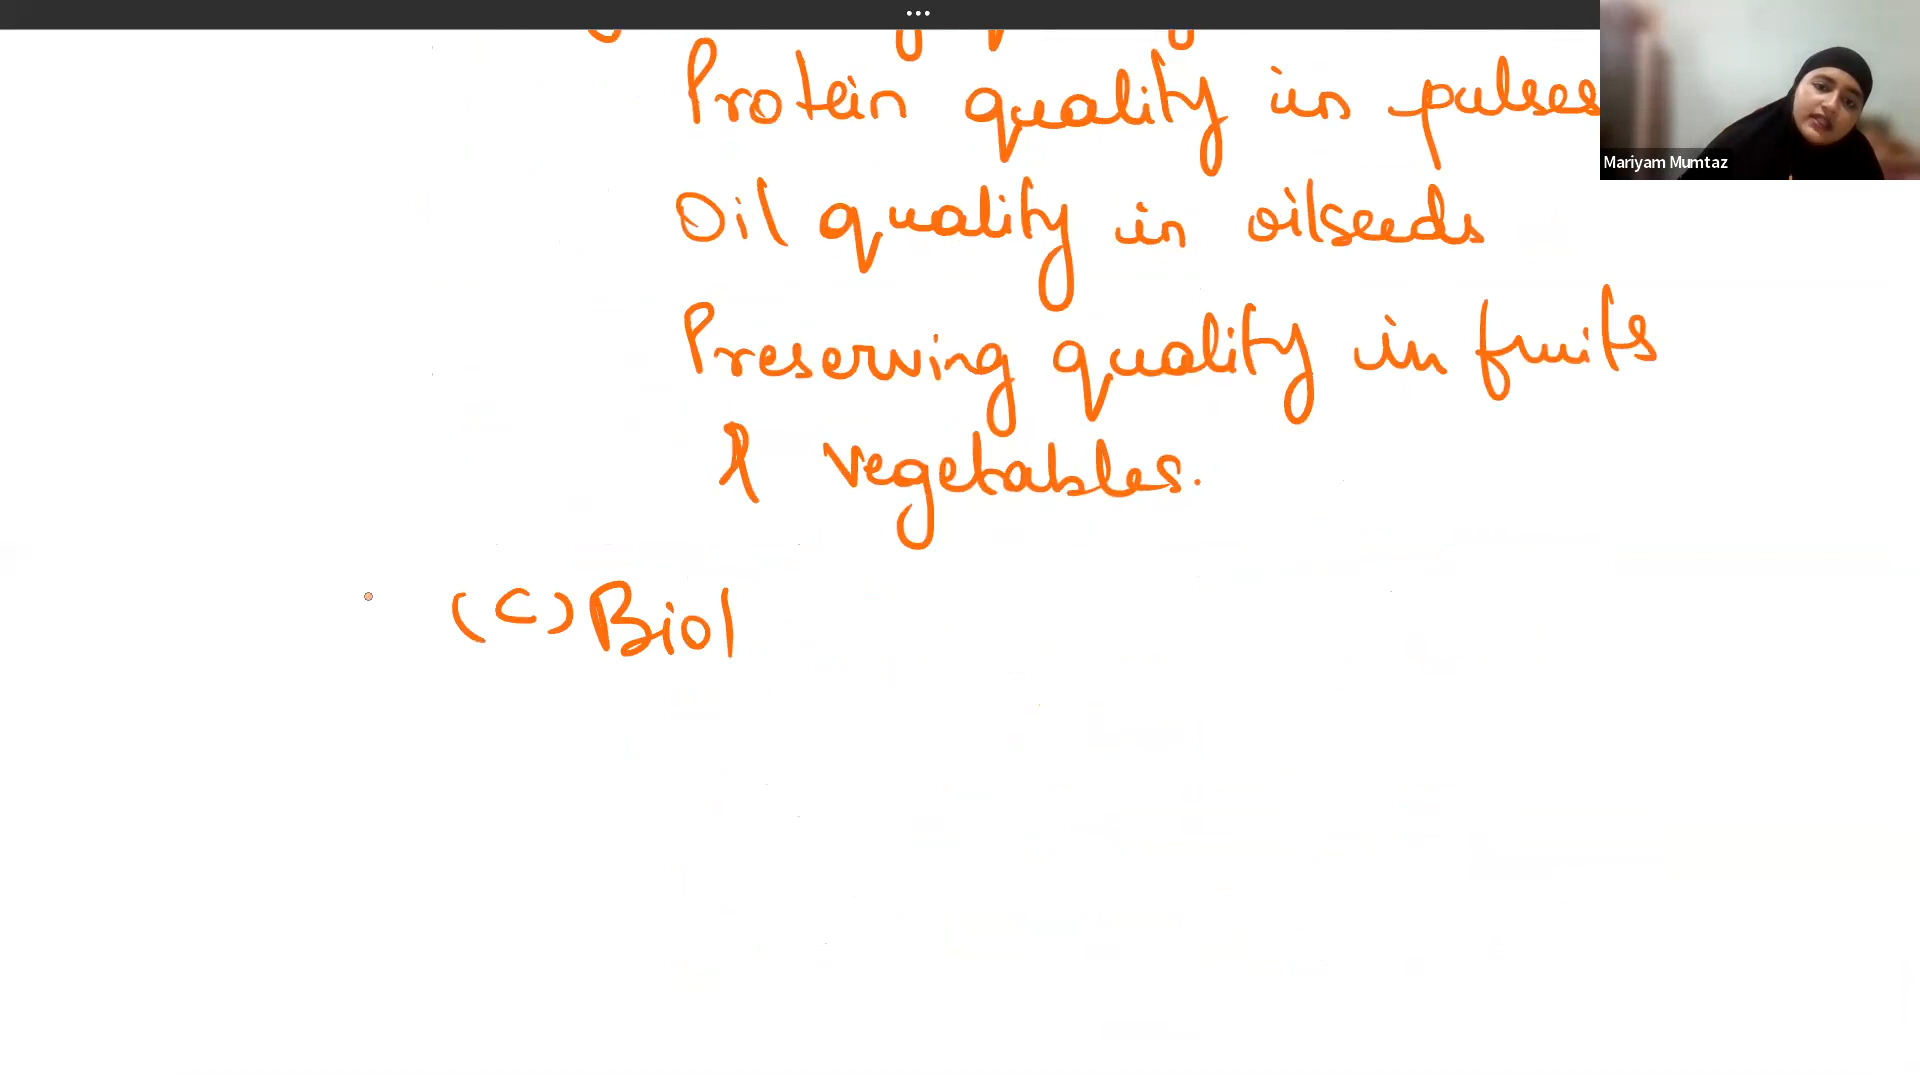 Protein quality in pulses
Mariyam Mumtaz
Oil quality in oilseeds
Preserving quality in fruits
& vegetables.
(C) Biol